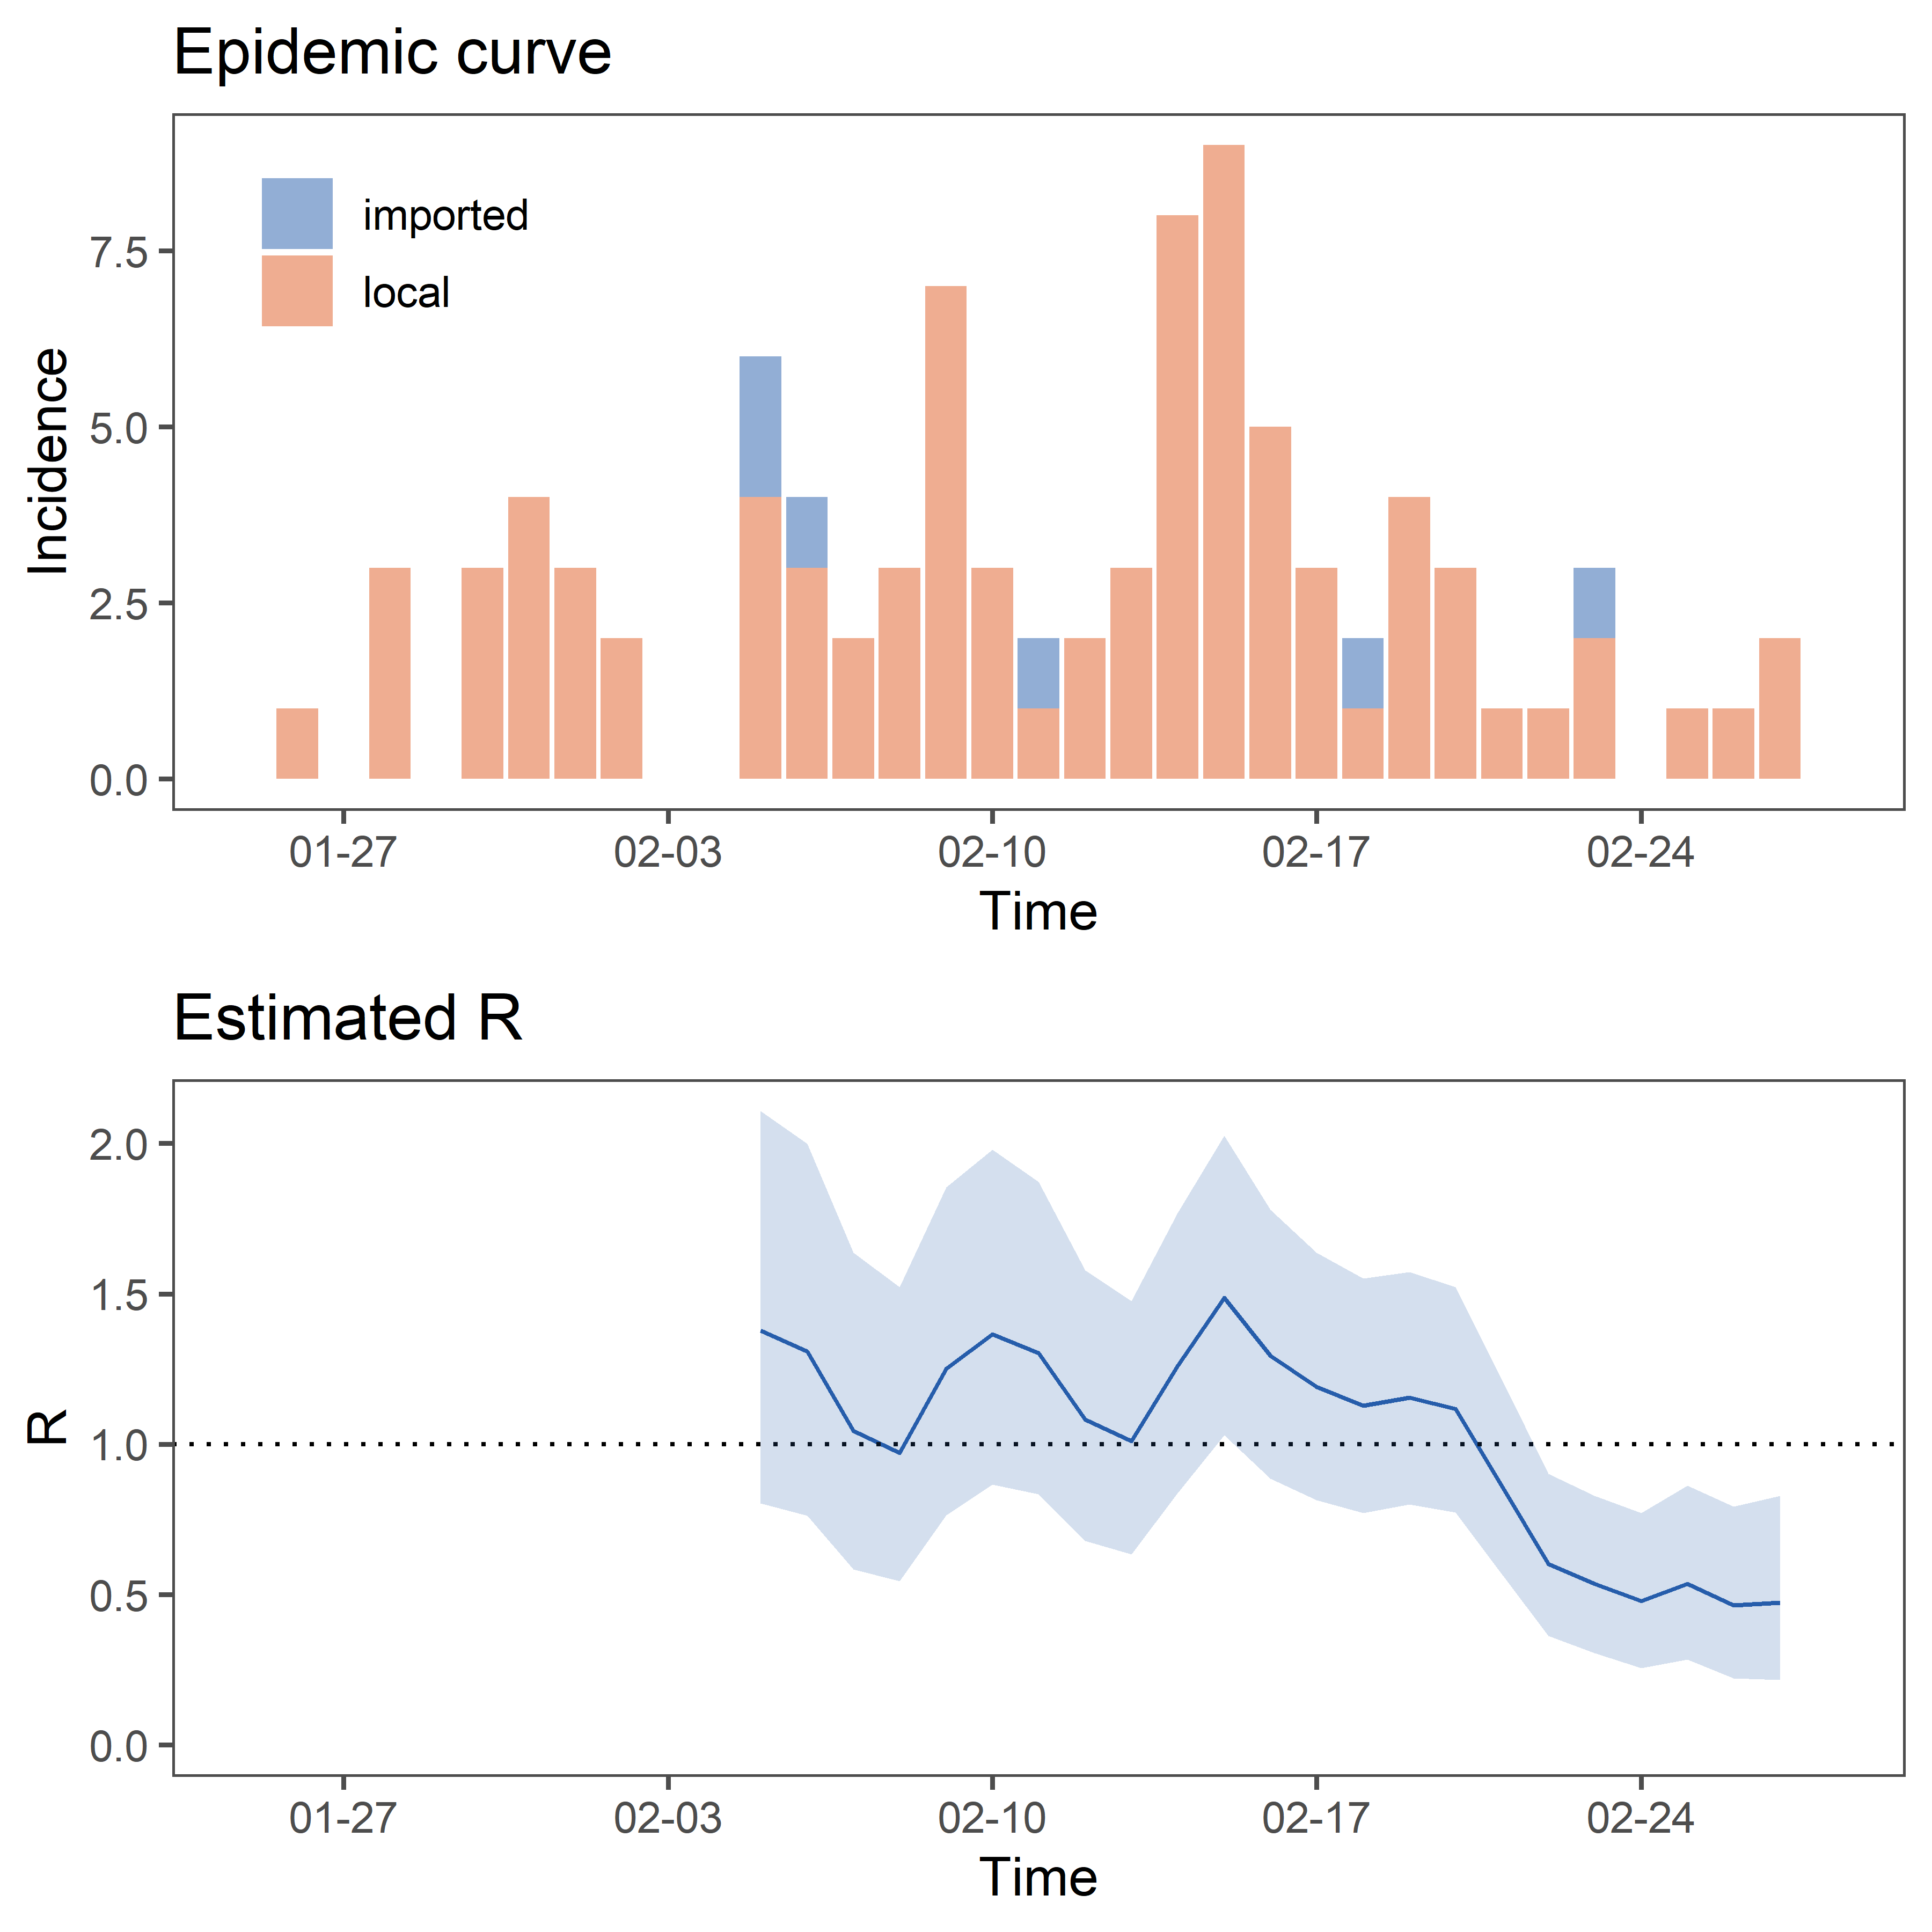 Epidemic curve
imported
local
7.5
5.0
2.5
0.0
Incidence
01-27 02-03 02-10 02-17 02-24
Time
Estimated R
2.0
1.5
1.0
0.5
0.0
R
01-27 02-03 02-10 02-17 02-24
Time